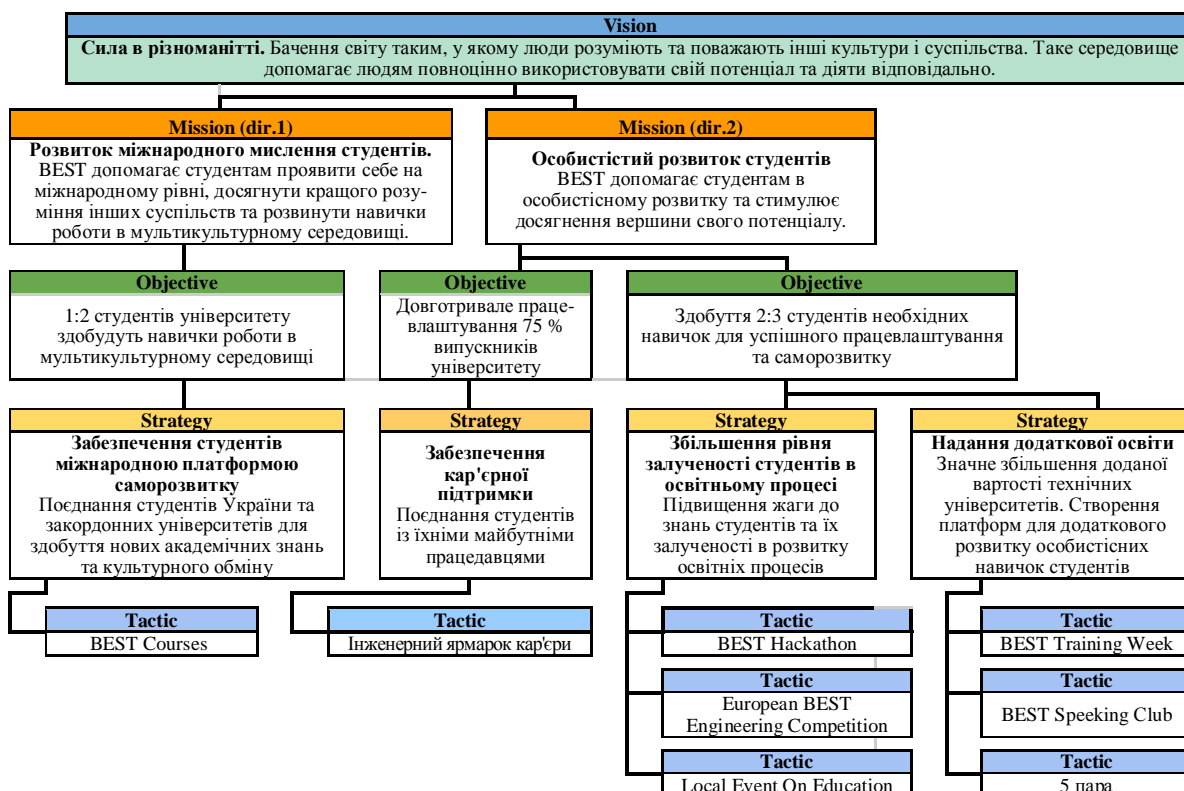 Vision
Сила в різноманітті. Бачення світу таким, у якому люди розуміють та поважають інші культури і суспільства. Таке середовище
допомагає людям повноцінно використовувати свій потенціал та діяти відповідально.
Mission (dir.1)
Розвиток міжнародного мислення студентів.
BEST допомагає студентам проявити себе на
міжнародному рівні, досягнути кращого розу-
міння інших суспільств та розвинути навички
роботи в мультикультурному середовищі.
Mission (dir.2)
Особистістий розвиток студентів
BEST допомагає студентам в
особистісному розвитку та стимулює
досягнення вершини свого потенціалу.
Objective
1:2 студентів університету
здобудуть навички роботи в
мультикультурному середовищі
Objective
Довготривале праце-
влаштування 75 %
випускників
університету
Objective
Здобуття 2:3 студентів необхідних
навичок для успішного працевлаштування
та саморозвитку
Strategy
Забезпечення студентів
міжнародною платформою
саморозвитку
Поєднання студентів України та
закордонних університетів для
здобуття нових академічних знань
та культурного обміну
Strategy
Забезпечення
кар'єрної
підтримки
Поєднання студентів
із їхніми майбутніми
працедавцями
Strategy
Збільшення рівня
залученості студентів в
освітньому процесі
Підвищення жаги до
знань студентів та їх
залученості в розвитку
освітніх процесів
Strategy
Надання додаткової освіти
Значне збільшення доданої
вартості технічних
університетів. Створення
платформ для додаткового
розвитку особистісних
навичок студентів
Tactic
BEST Courses
Tactic
Інженерний ярмарок кар'єри
Tactic
BEST Hackathon
Tactic
European BEST
Engineering Competition
Tactic
Local Event On Education
Tactic
BEST Training Week
Tactic
BEST Speeking Club
Tactic
5 пара